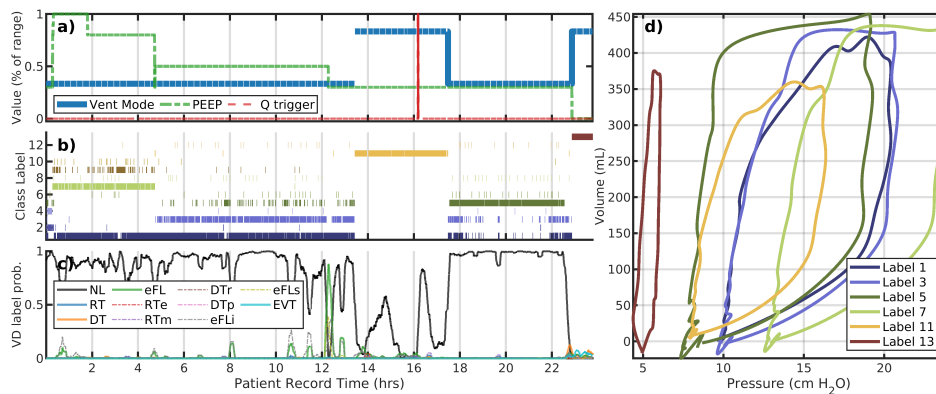 a)
Value (% of range)
1
0.5
0
Vent Mode
PEEP
Q trigger
b)
Class Label
12
10
8
6
4
2
c)
VD label prob.
1
0.5
0
NL
eFL
DTr
eFLs
RT
RTe
DTp
EVT
DT
RTm
eFLi
2
4
6
8
10
12
14
16
18
20
22
Patient Record Time (hrs)
d)
Volume (mL)
450
400
350
300
250
200
150
100
50
0
Label 1
Label 3
Label 5
Label 7
Label 11
Label 13
5
10
15
20
Pressure (cm H2O)